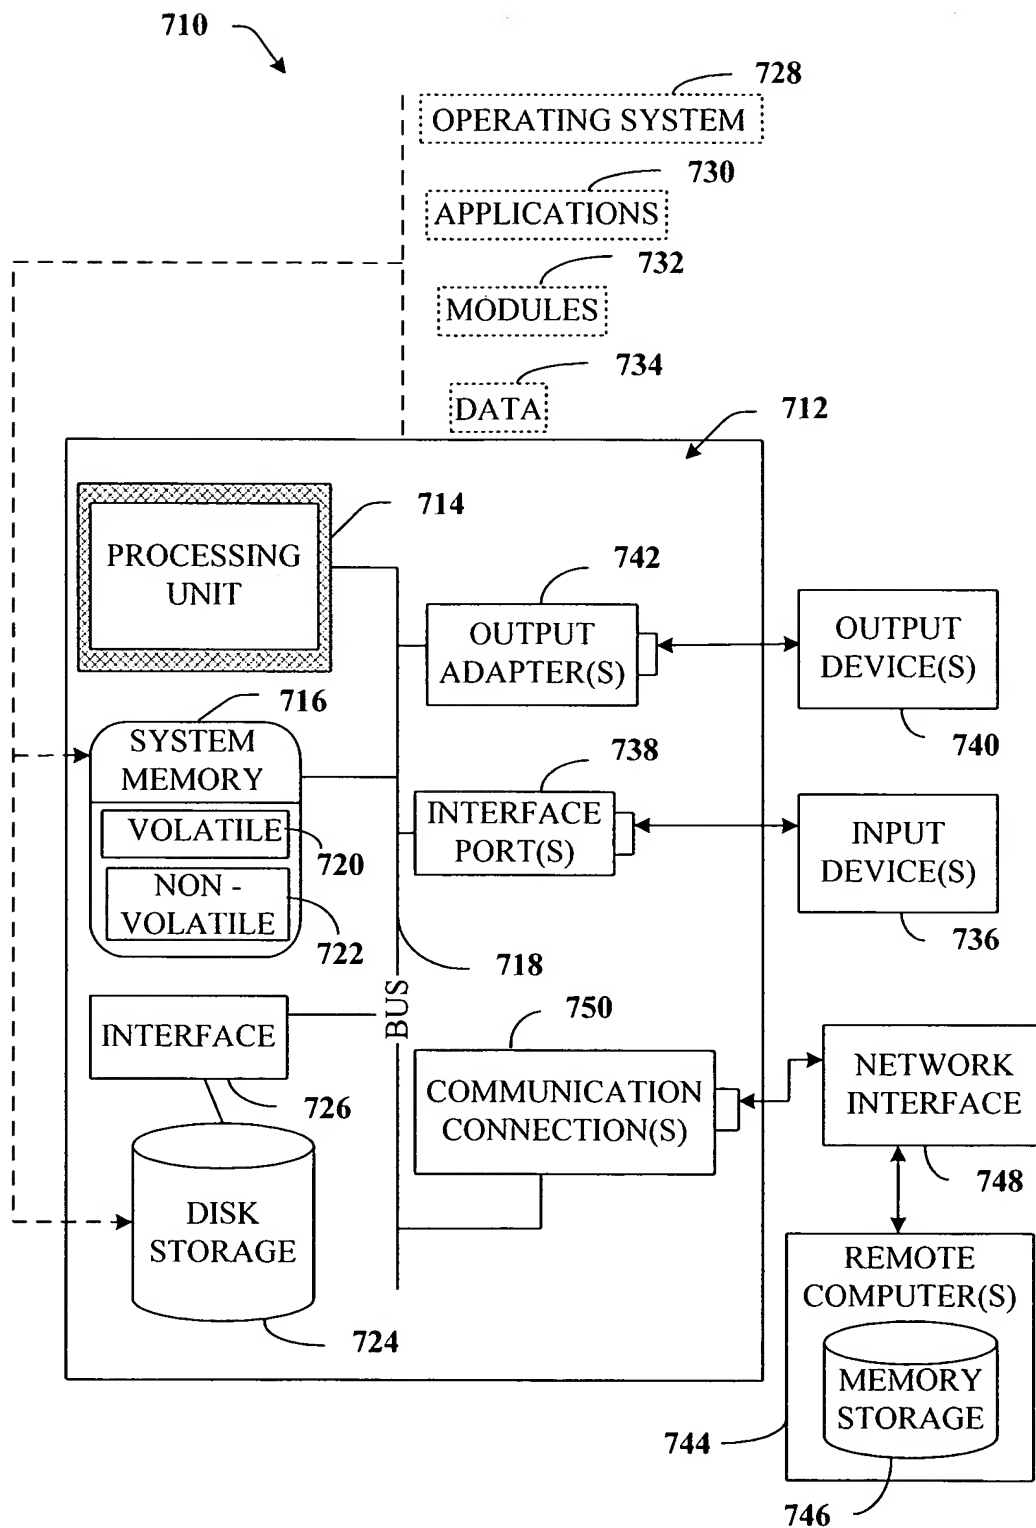 710
728
OPERATING SYSTEM
730
APPLICATIONS
732
MODULES
734
DATA
712
714
PROCESSING
UNIT
742
OUTPUT
ADAPTER(S)
OUTPUT
DEVICE(S)
740
716
SYSTEM
MEMORY
VOLATILE
720
NON -
VOLATILE
722
738
INTERFACE
PORT(S)
INPUT
DEVICE(S)
736
718
BUS
750
INTERFACE
726
COMMUNICATION
CONNECTION(S)
NETWORK
INTERFACE
748
DISK
STORAGE
724
REMOTE
COMPUTER(S)
MEMORY
STORAGE
744
746